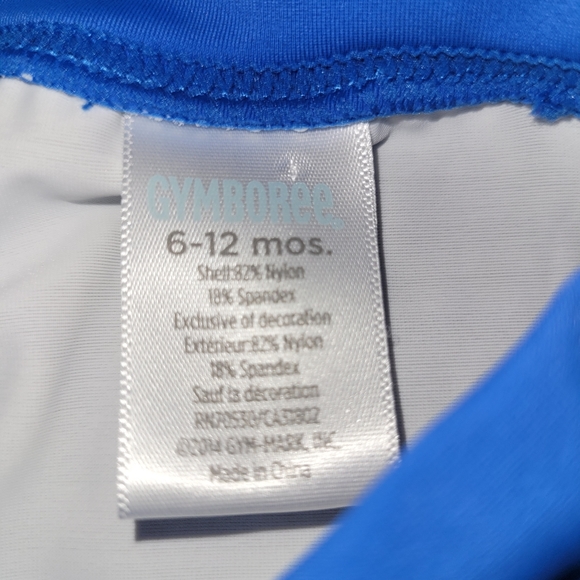 GYMBOREE
6-12 mos.
Shell:82% Nylon
18% Spandex
Exclusive of decoration
Extérieur:82% Nylon
18% Spandex
Sauf la décoration
RN70530/CA31802
©2014 GYM-MARK, INC.
Made in China